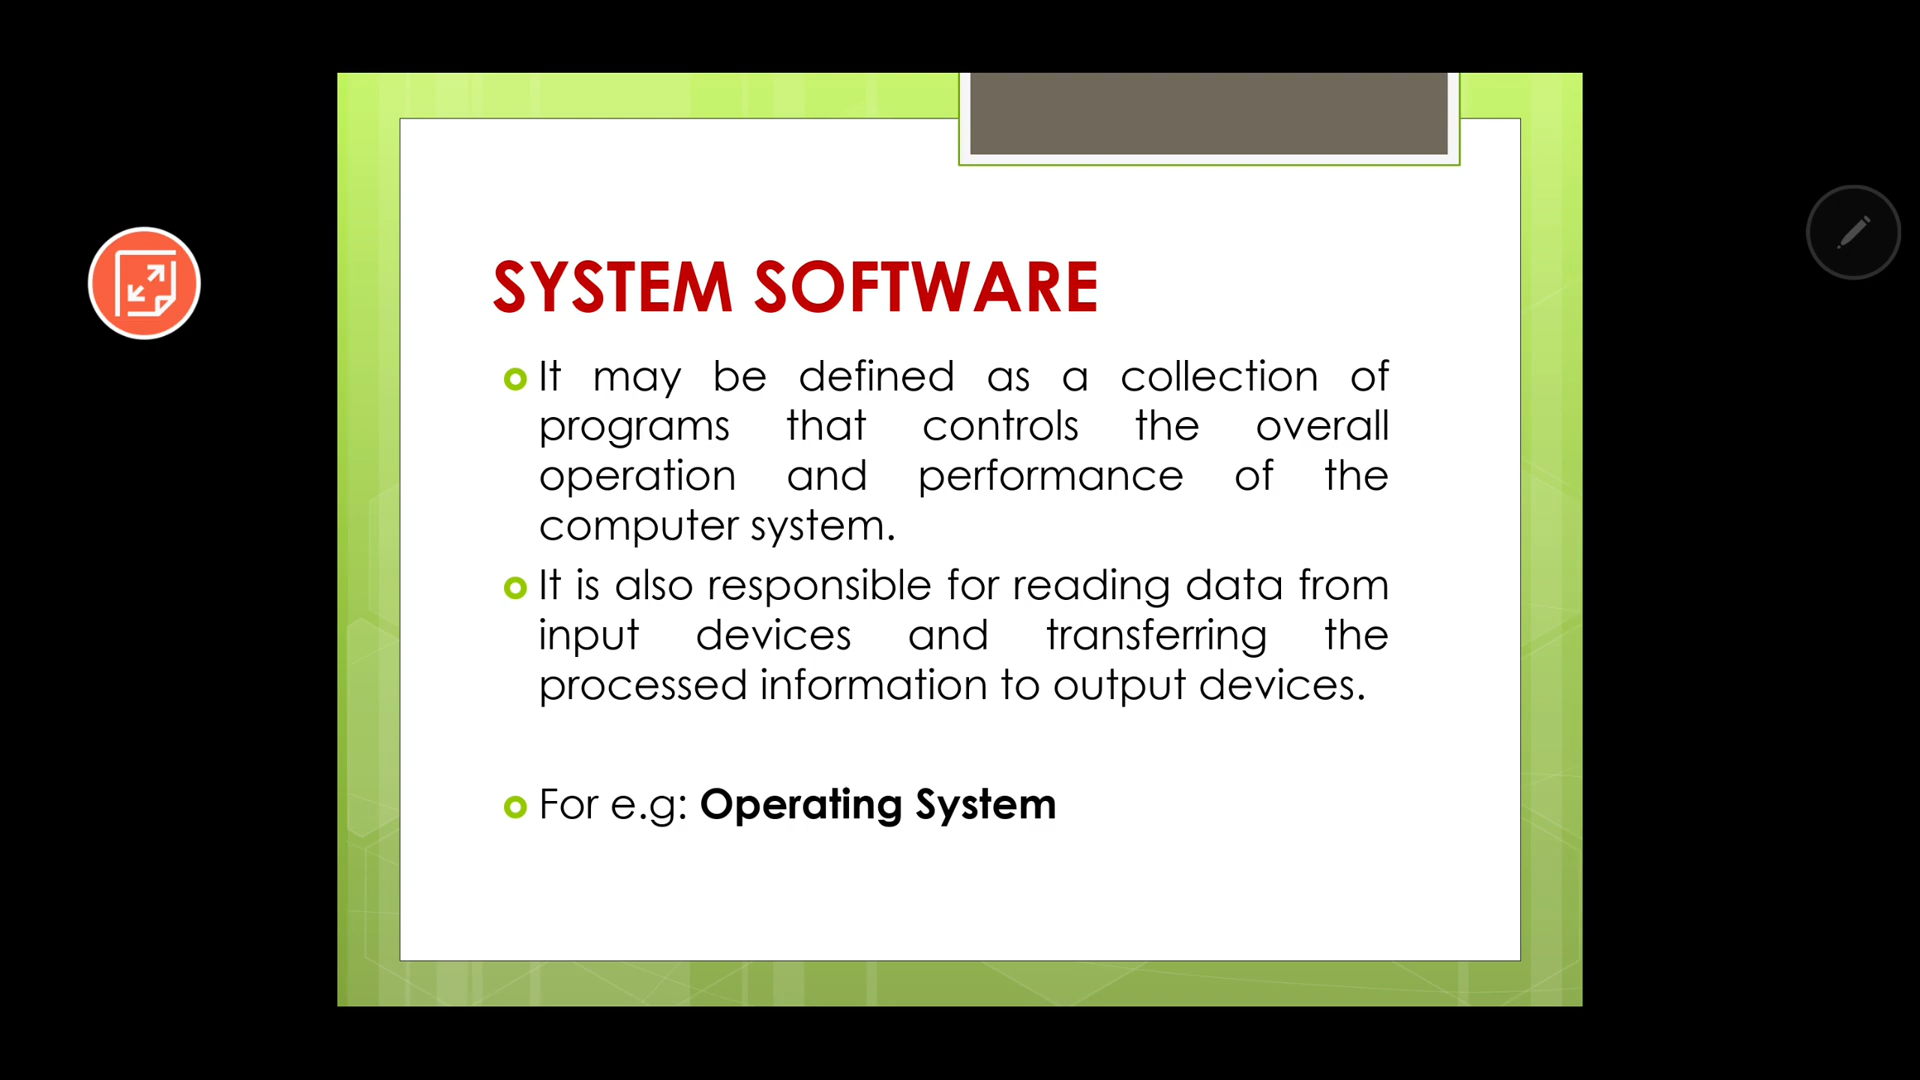 SYSTEM SOFTWARE
It may be defined as a collection of
programs that controls the overall
operation and performance of the
computer system.
It is also responsible for reading data from
input devices and transferring the
processed information to output devices.
For e.g: Operating System